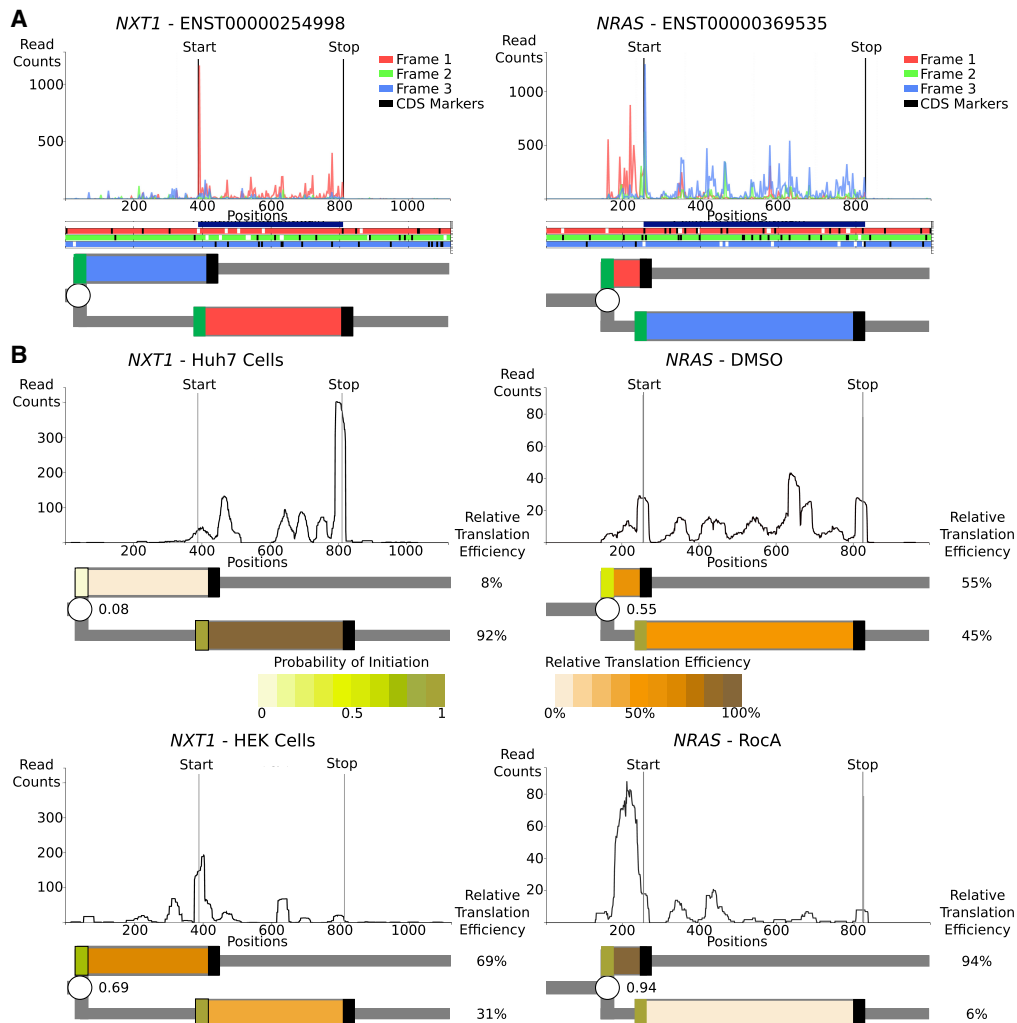 A
NXT1 - ENST00000254998
Read
Counts
Start
Stop
Frame 1
Frame 2
Frame 3
CDS Markers
1000
500
200
400
600
800
1000
Positions
NRAS - ENST00000369535
Read
Counts
Start
Stop
Frame 1
Frame 2
Frame 3
CDS Markers
1000
500
200
400
600
800
Positions
B
NXT1 - Huh7 Cells
Read
Counts
Start
Stop
300
200
100
200
400
600
800
1000
Positions
Relative
Translation
Efficiency
8%
0.08
92%
NRAS - DMSO
Read
Counts
Start
Stop
80
60
40
20
200
400
600
800
Positions
Relative
Translation
Efficiency
55%
0.55
45%
Probability of Initiation
0
0.5
1
Relative Translation Efficiency
0%
50%
100%
NXT1 - HEK Cells
Read
Counts
Start
Stop
300
200
100
200
400
600
800
1000
Positions
Relative
Translation
Efficiency
69%
0.69
31%
NRAS - RocA
Read
Counts
Start
Stop
80
60
40
20
200
400
600
800
Positions
Relative
Translation
Efficiency
94%
0.94
6%